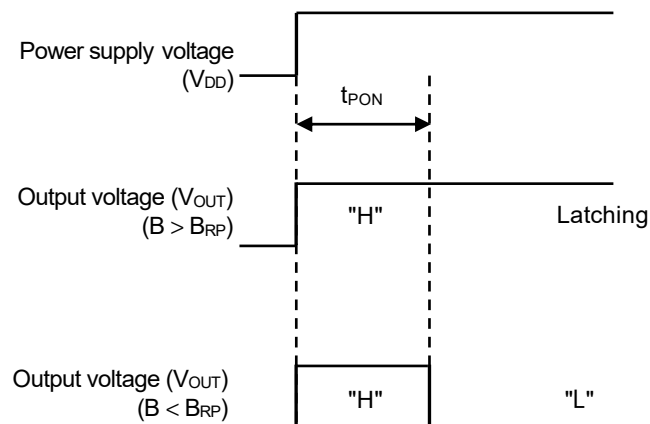 Power supply voltage
(VDD)
tPON
Output voltage (VOUT)
(B > BRP)
"H"
Latching
Output voltage (VOUT)
(B < BRP)
"H"
"L"